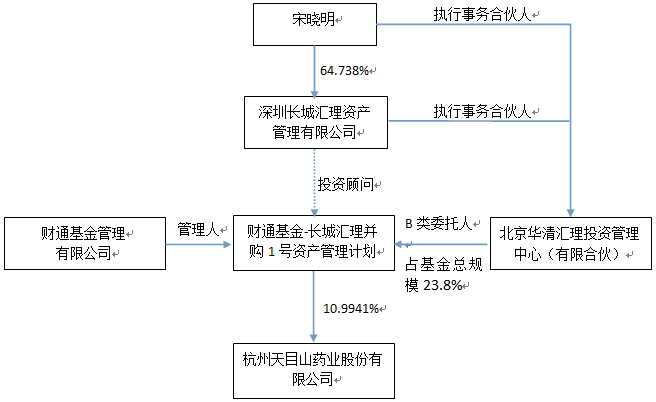 宋晓明
执行事务合伙人
64.738%
深圳长城汇理资产
管理有限公司
执行事务合伙人
投资顾问
财通基金管理
有限公司
管理人
财通基金-长城汇理并
购1号资产管理计划
B 类委托人
占基金总规
模 23.8%
北京华清汇理投资管理
中心（有限合伙）
10.9941%
杭州天目山药业股份有
限公司